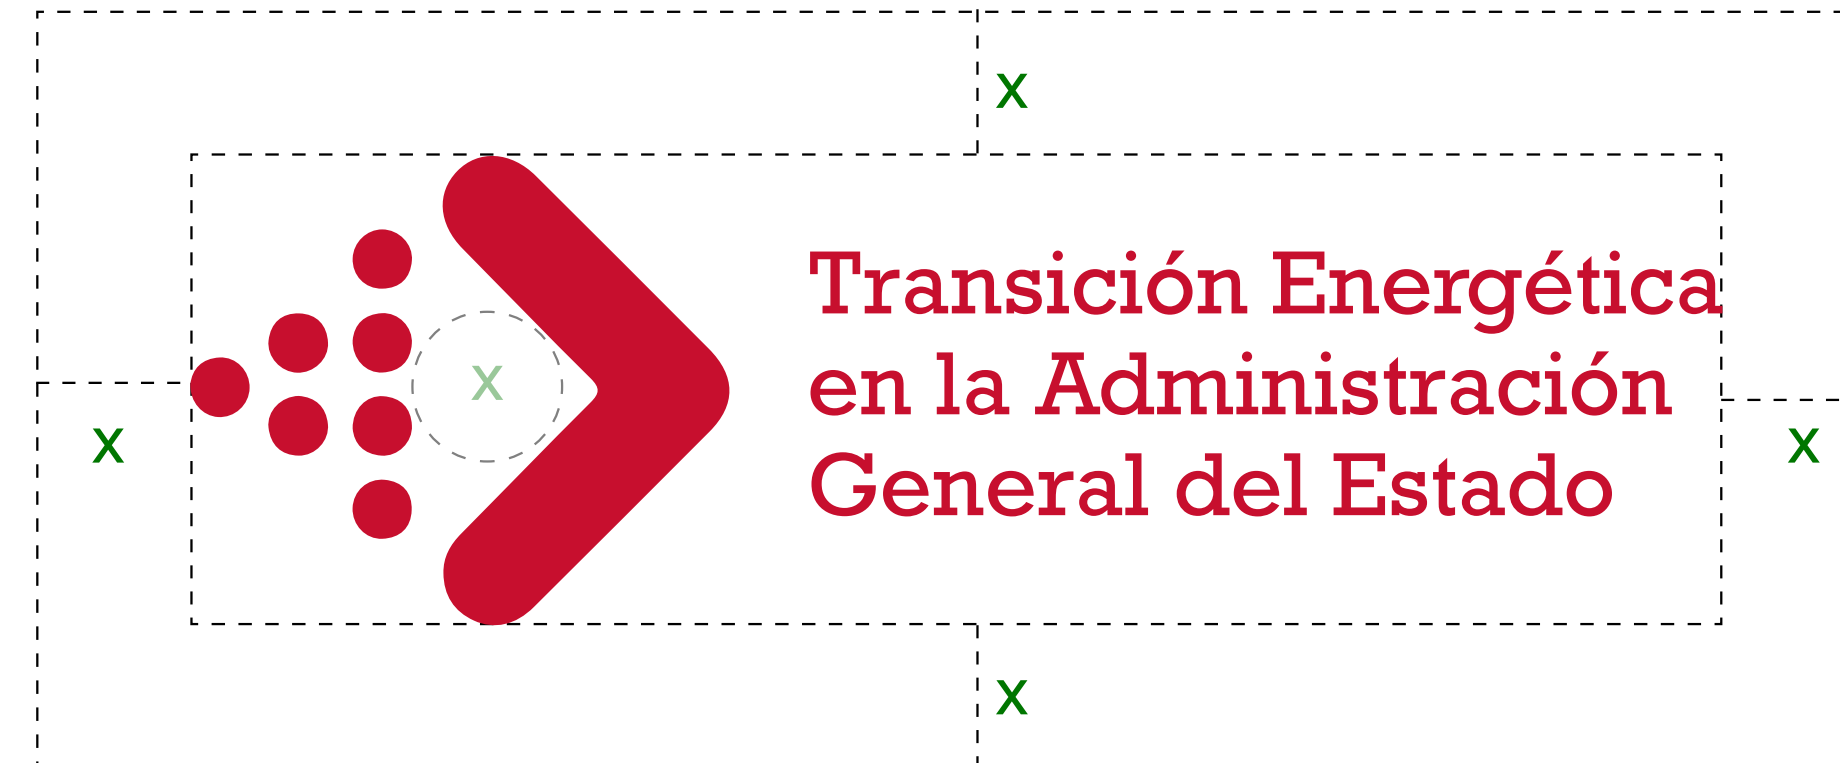 X
X
Transición Energética
en la Administración
General del Estado
X
X
X